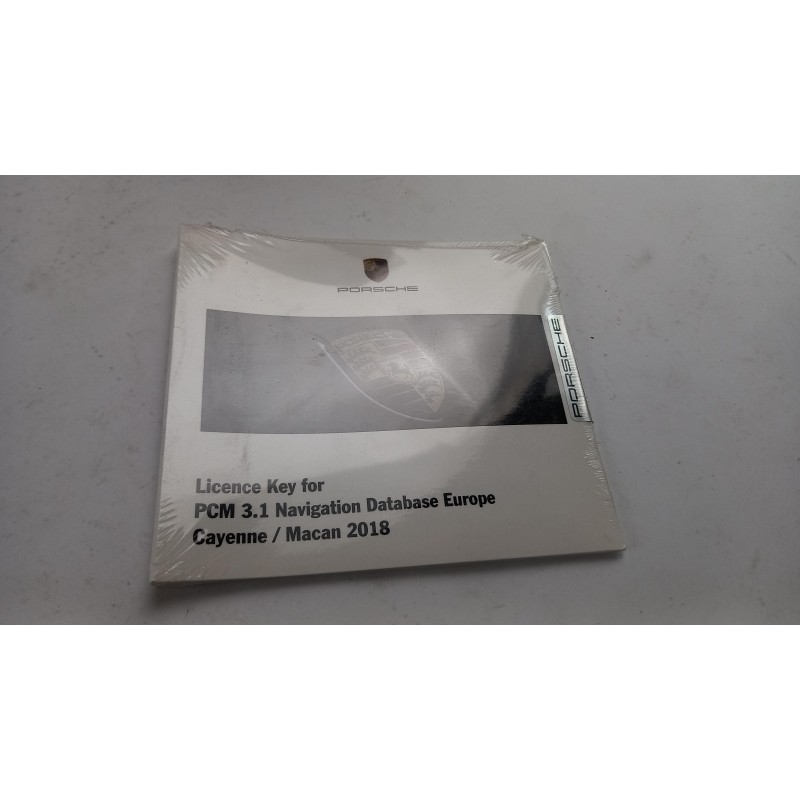 PORSCHE
PORSCHE
Licence Key for
PCM 3.1 Navigation Database Europe
Cayenne / Macan 2018